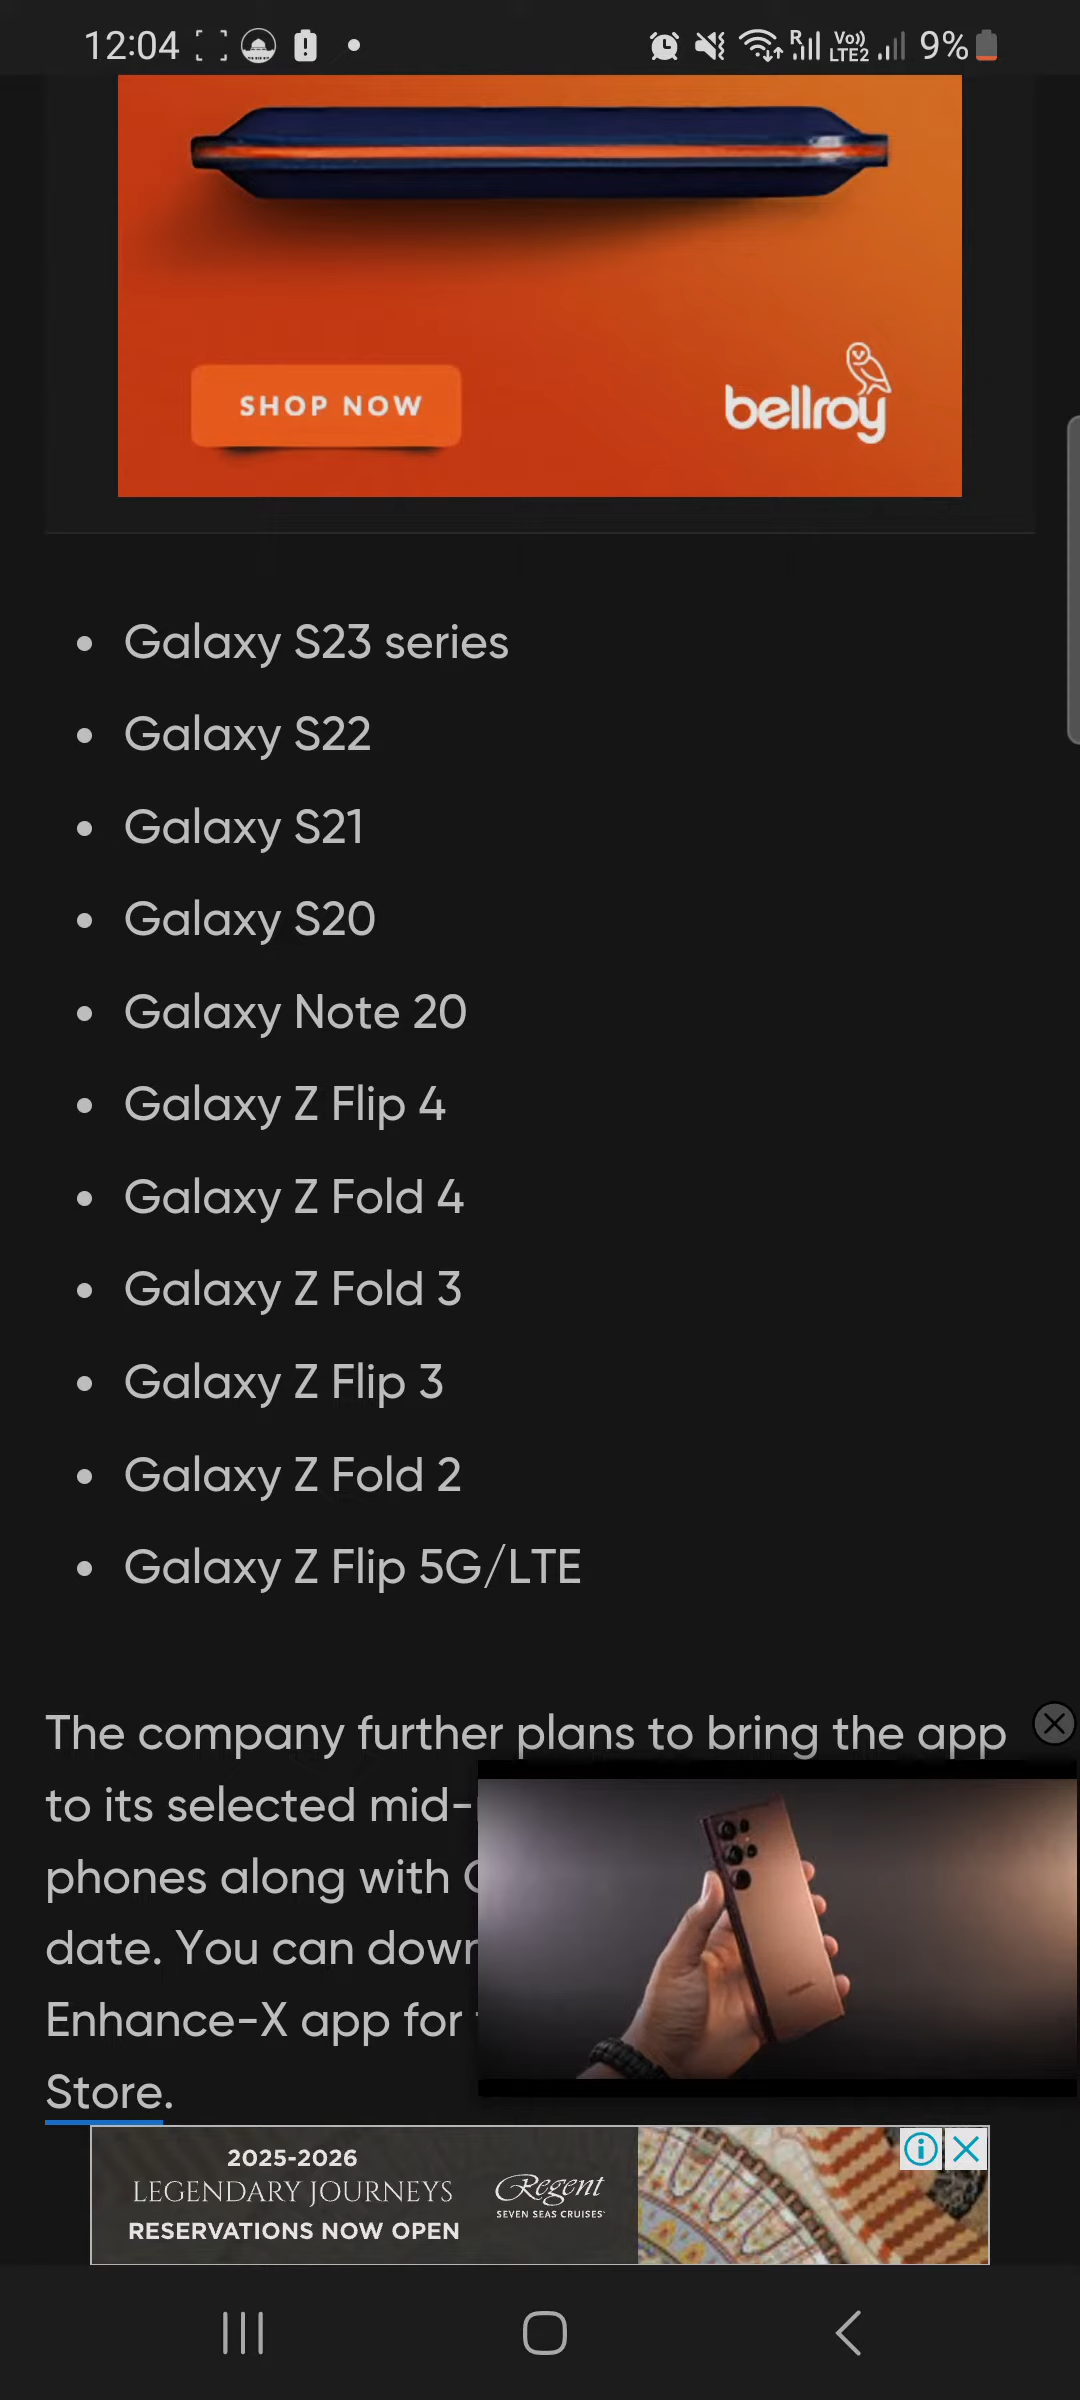 12:04
R
Vo))
LTE2
9%
SHOP NOW
bellroy
Galaxy S23 series
Galaxy S22
Galaxy S21
Galaxy S20
Galaxy Note 20
Galaxy Z Flip 4
Galaxy Z Fold 4
Galaxy Z Fold 3
Galaxy Z Flip 3
Galaxy Z Fold 2
Galaxy Z Flip 5G/LTE
The company further plans to bring the app
to its selected mid-
phones along with
date. You can down
Enhance-X app for
Store.
2025-2026
LEGENDARY JOURNEYS
RESERVATIONS NOW OPEN
Regent
SEVEN SEAS CRUISES